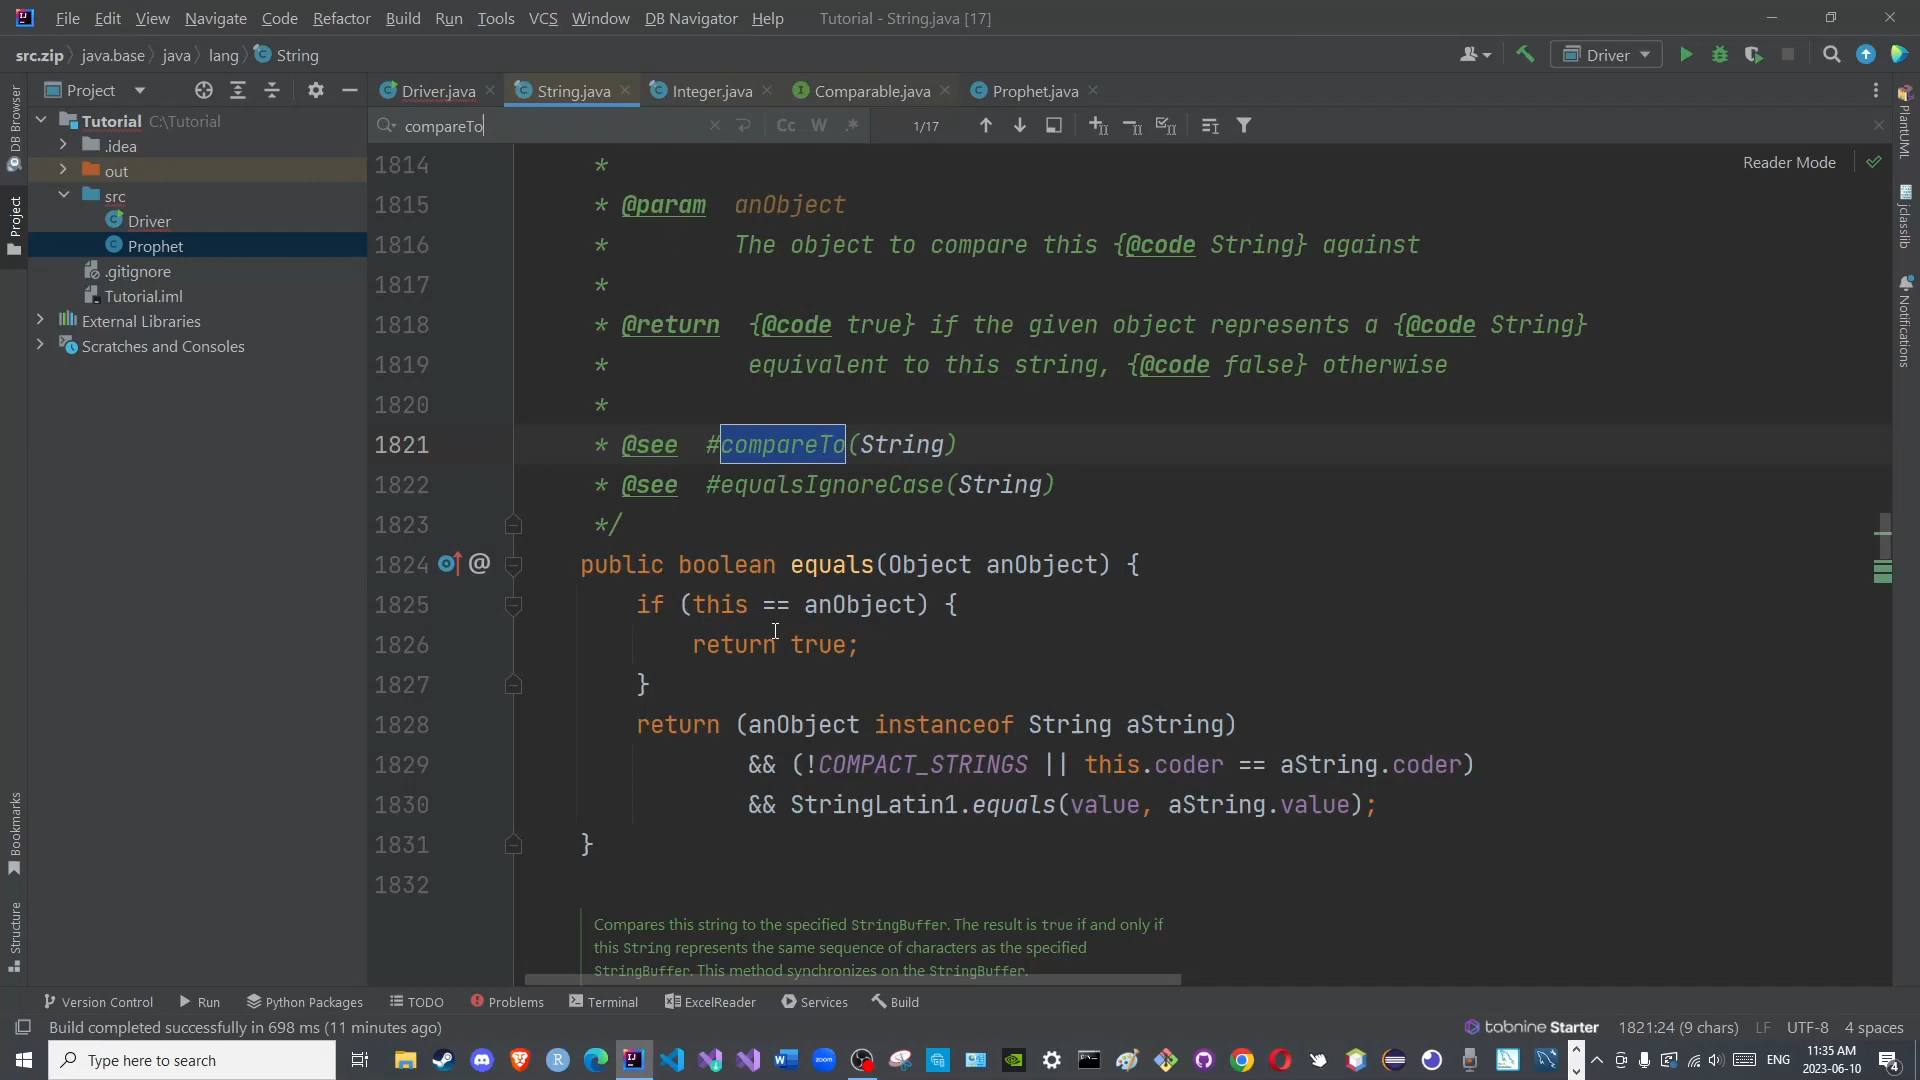 File Edit View Navigate Code Refactor Build Run Tools VCS Window DB Navigator Help Tutorial - String.java [17]
src.zip java.base java lang String Driver
Project Driver.java String.java Integer.java Comparable.java Prophet.java
compareTo Cc W .* 1/17
Reader Mode
DB Browser
Project
Bookmarks
Structure
Tutorial C:\Tutorial
.idea
out
src
Driver
Prophet
.gitignore
Tutorial.iml
External Libraries
Scratches and Consoles
1814 *
1815 * @param anObject
1816 * The object to compare this {@code String} against
1817 *
1818 * @return {@code true} if the given object represents a {@code String}
1819 * equivalent to this string, {@code false} otherwise
1820 *
1821 * @see #compareTo(String)
1822 * @see #equalsIgnoreCase(String)
1823 */
1824 @ public boolean equals(Object anObject) {
1825 if (this == anObject) {
1826 return true;
1827 }
1828 return (anObject instanceof String aString)
1829 && (!COMPACT_STRINGS || this.coder == aString.coder)
1830 && StringLatin1.equals(value, aString.value);
1831 }
1832
Compares this string to the specified StringBuffer. The result is true if and only if
this String represents the same sequence of characters as the specified
StringBuffer. This method synchronizes on the StringBuffer.
PlantUML
jclasslib
Notifications
Version Control Run Python Packages TODO Problems Terminal ExcelReader Services Build
Build completed successfully in 698 ms (11 minutes ago) tabnine Starter 1821:24 (9 chars) LF UTF-8 4 spaces
Type here to search ENG 11:35 AM
2023-06-10 4